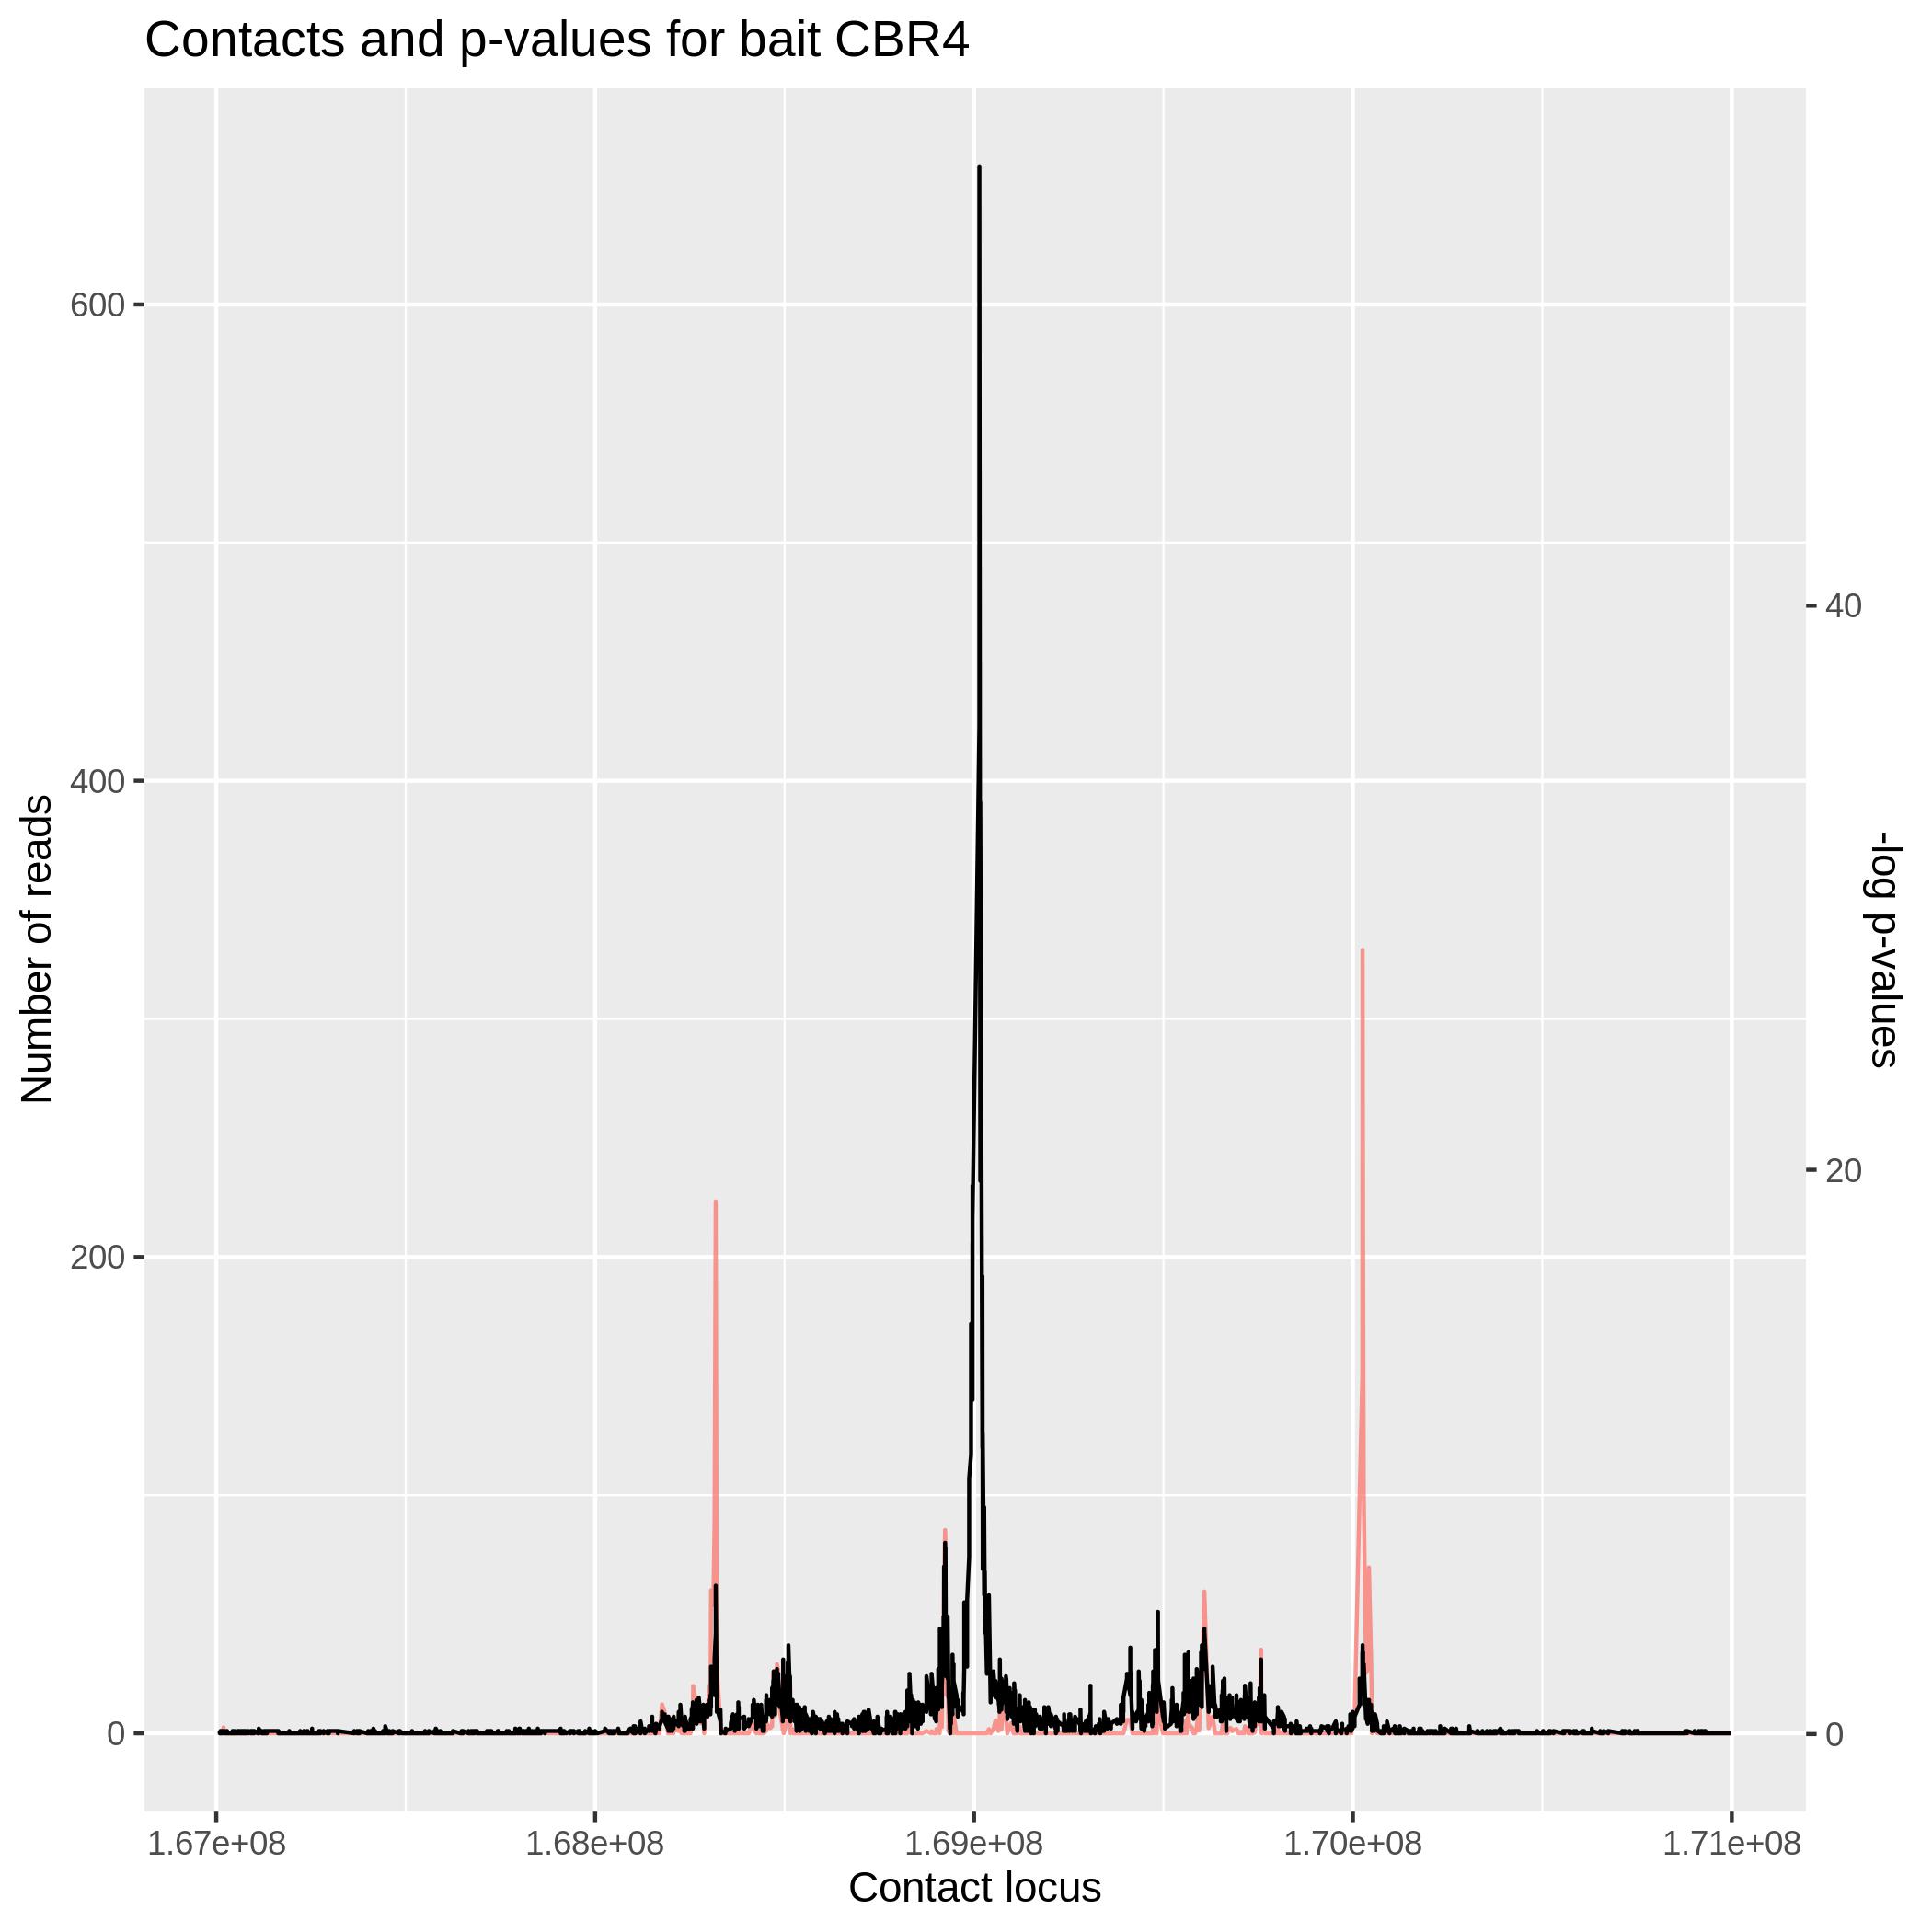 Contacts and p-values for bait CBR4
Number of reads
600
400
200
0
40
20
0
-log p-values
1.67e+08 1.68e+08 1.69e+08 1.70e+08 1.71e+08
Contact locus